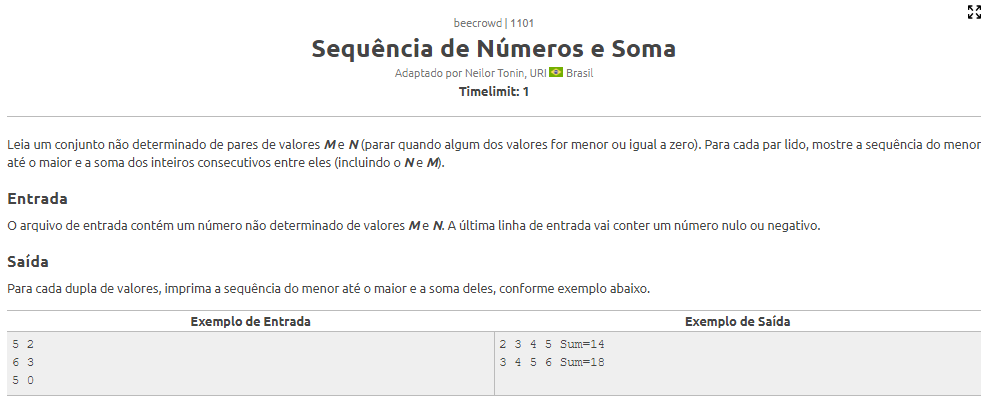 beecrowd | 1101
Sequência de Números e Soma
Adaptado por Neilor Tonin, URI Brasil
Timelimit: 1
Leia um conjunto não determinado de pares de valores M e N (parar quando algum dos valores for menor ou igual a zero). Para cada par lido, mostre a sequência do menor
até o maior e a soma dos inteiros consecutivos entre eles (incluindo o N e M).
Entrada
O arquivo de entrada contém um número não determinado de valores M e N. A última linha de entrada vai conter um número nulo ou negativo.
Saída
Para cada dupla de valores, imprima a sequência do menor até o maior e a soma deles, conforme exemplo abaixo.
Exemplo de Entrada Exemplo de Saída
5 2 2 3 4 5 Sum=14
6 3 3 4 5 6 Sum=18
5 0